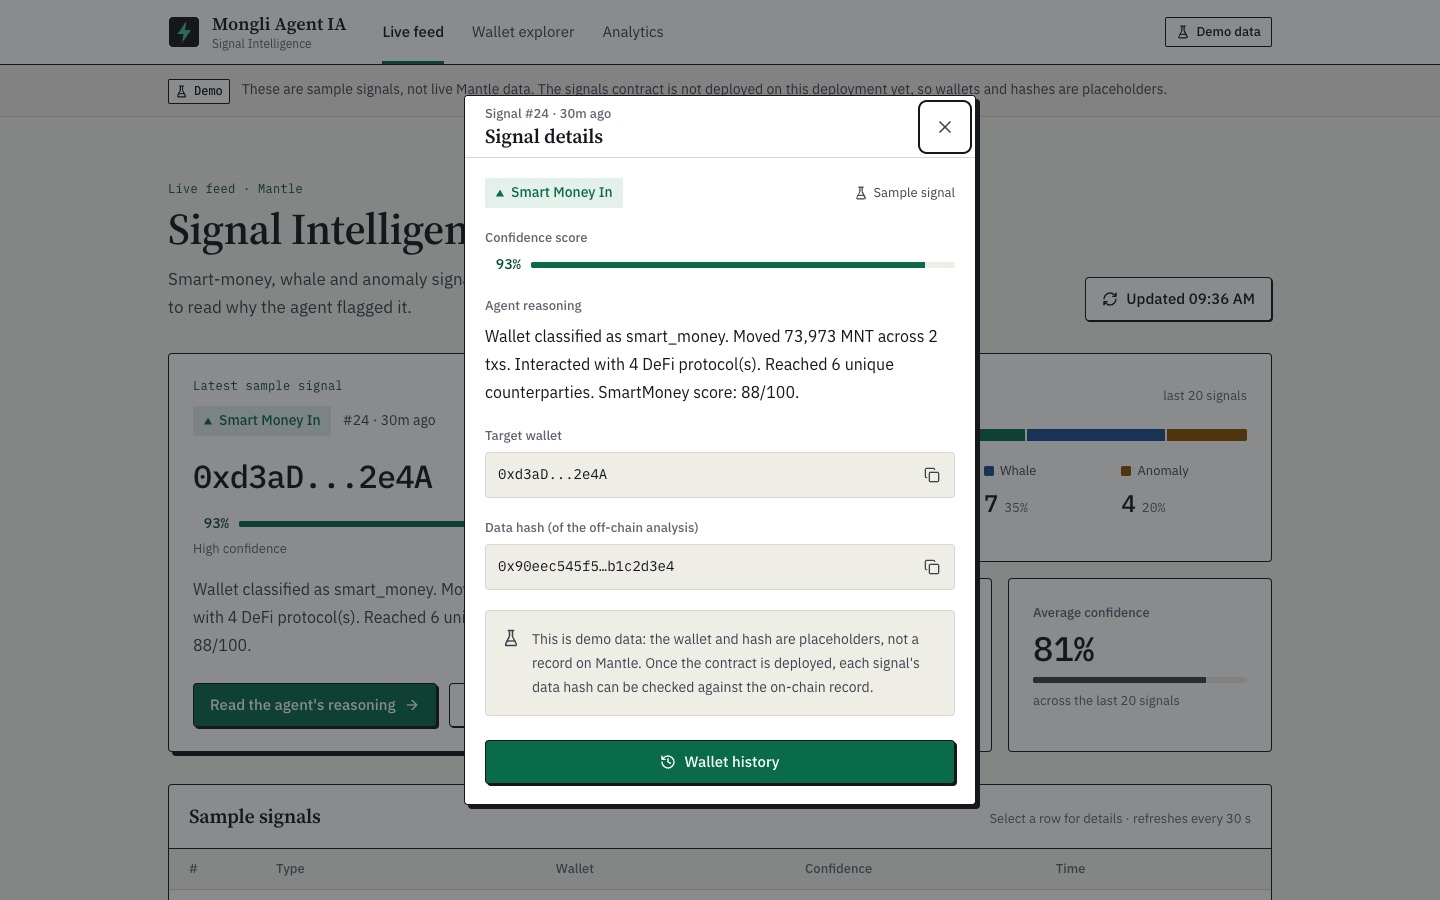 Mongli Agent IA
Signal Intelligence
Live feed
Wallet explorer
Analytics
Demo data
Demo
These are sample signals, not live Mantle data. The signals contract is not deployed on this deployment yet, so wallets and hashes are placeholders.
Live feed · Mantle
Signal Intelligen
Smart-money, whale and anomaly sign
to read why the agent flagged it.
Updated 09:36 AM
Latest sample signal
Smart Money In
#24 · 30m ago
0xd3aD...2e4A
93%
High confidence
Wallet classified as smart_money. Mov
with 4 DeFi protocol(s). Reached 6 uni
88/100.
Read the agent's reasoning
last 20 signals
Whale
Anomaly
7 35%
4 20%
Average confidence
81%
across the last 20 signals
Signal #24 · 30m ago
Signal details
Smart Money In
Sample signal
Confidence score
93%
Agent reasoning
Wallet classified as smart_money. Moved 73,973 MNT across 2
txs. Interacted with 4 DeFi protocol(s). Reached 6 unique
counterparties. SmartMoney score: 88/100.
Target wallet
0xd3aD...2e4A
Data hash (of the off-chain analysis)
0x90eec545f5…b1c2d3e4
This is demo data: the wallet and hash are placeholders, not a
record on Mantle. Once the contract is deployed, each signal's
data hash can be checked against the on-chain record.
Wallet history
Sample signals
Select a row for details · refreshes every 30 s
#
Type
Wallet
Confidence
Time